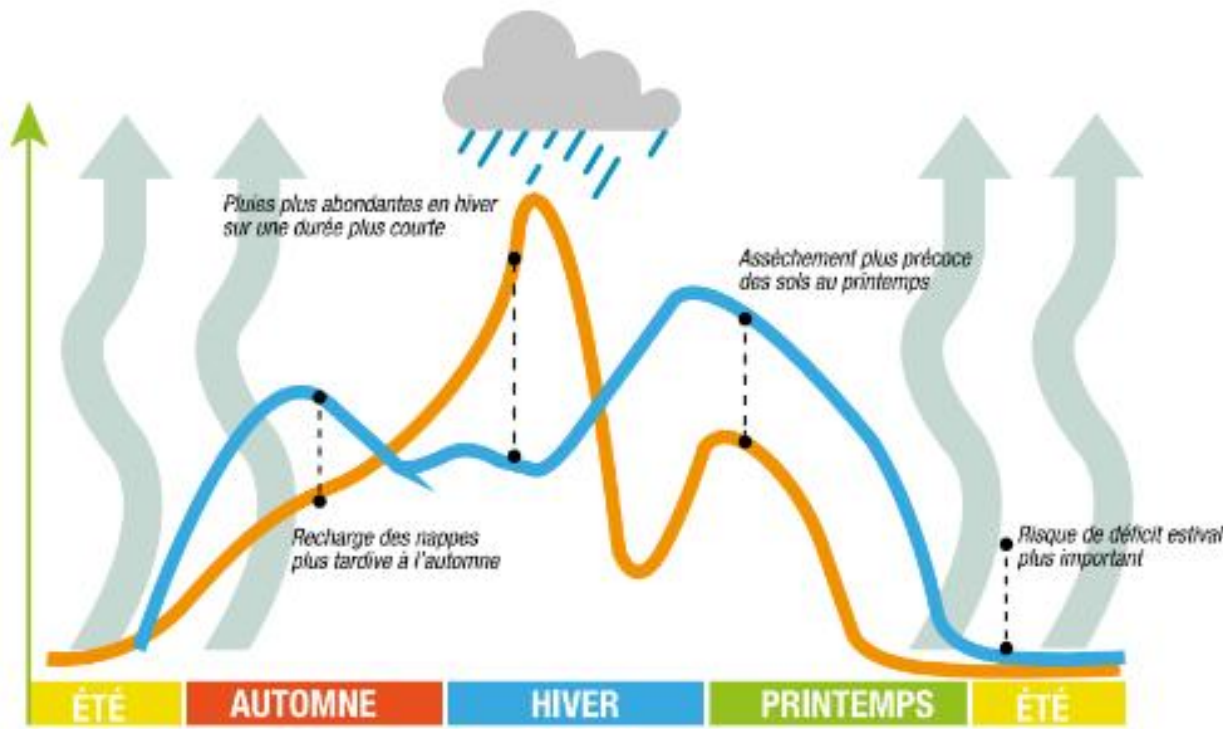 Pluies plus abondantes en hiver
sur une durée plus courte
Assèchement plus précoce
des sols au printemps
Recharge des nappes
plus tardive à l'automne
Risque de déficit estival
plus important
ÉTÉ
AUTOMNE
HIVER
PRINTEMPS
ÉTÉ